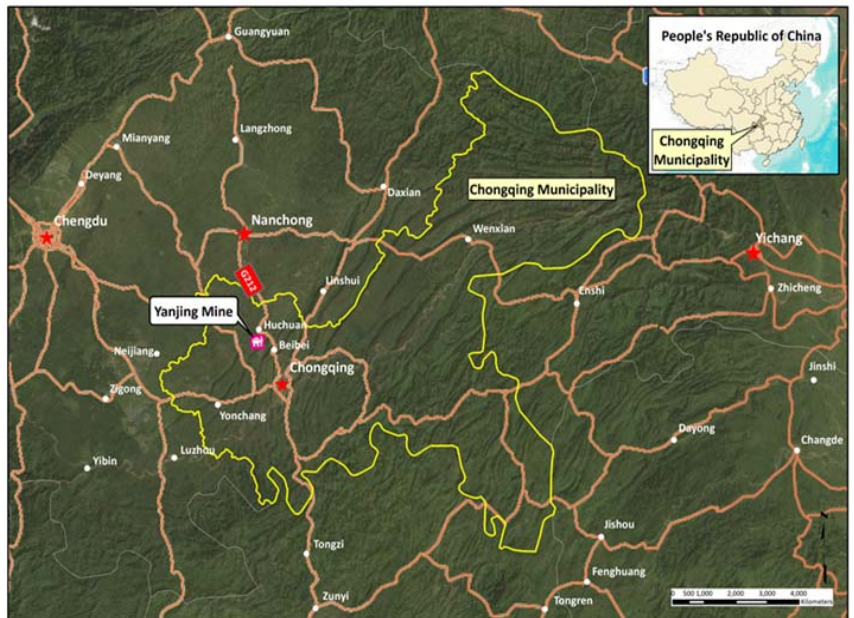 People's Republic of China
Chongqing
Municipality
Guangyuan
Langzhong
Mianyang
Deyang
Daxian
Chongqing Municipality
Chengdu
Nanchong
Wenxian
Yichang
G212
Linshui
Enshi
Zhicheng
Yanjing Mine
Huchuan
Beibei
Neijiang
Chongqing
Jinshi
Zigong
Yonchang
Dayong
Changde
Luzhou
Yibin
Jishou
Tongzi
Fenghuang
Zunyi
Tongren
0 500 1,000 2,000 3,000 4,000
Kilometers